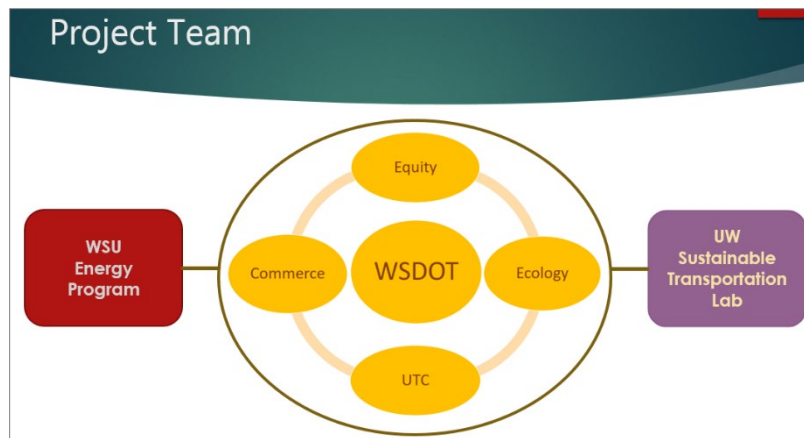 Project Team
Equity
WSU
Energy
Program
Commerce
WSDOT
Ecology
UW
Sustainable
Transportation
Lab
UTC